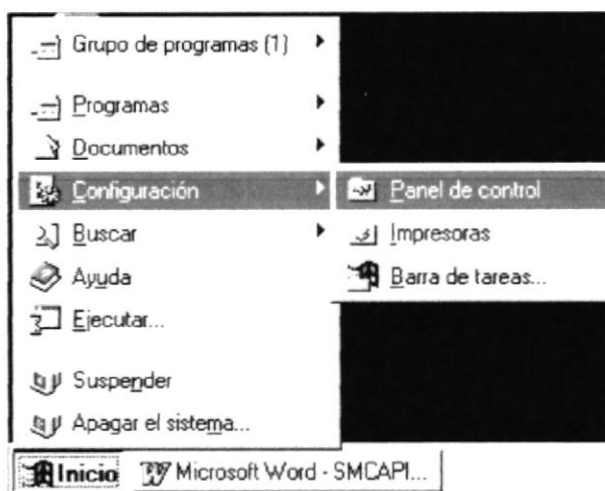 Grupo de programas (1)
Programas
Documentos
Configuración
Panel de control
Buscar
Impresoras
Ayuda
Barra de tareas...
Ejecutar...
Suspender
Apagar el sistema...
Inicio
Microsoft Word - SMCAPI...